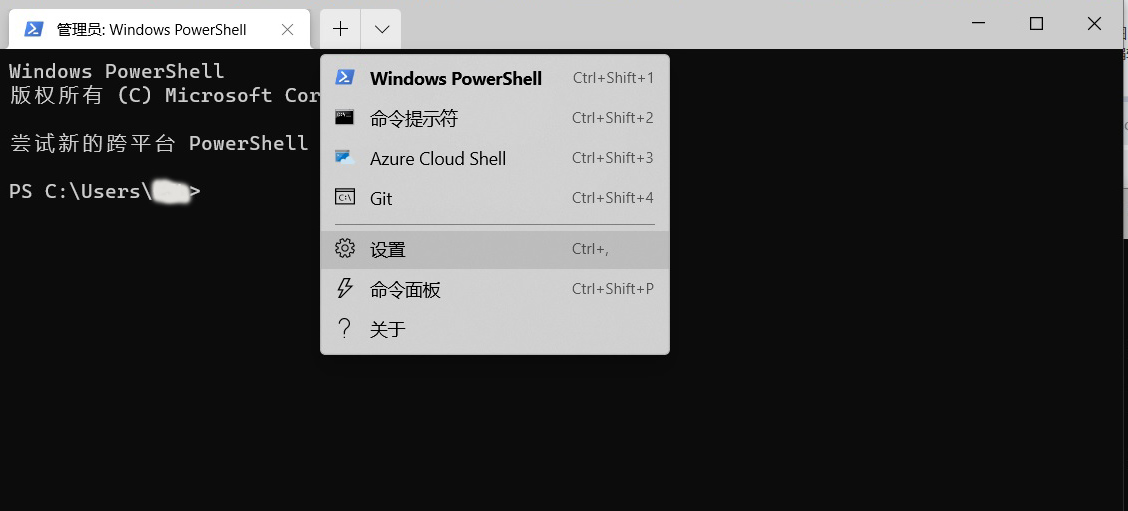 管理员: Windows PowerShell
Windows PowerShell
版权所有 (C) Microsoft Cor
尝试新的跨平台 PowerShell
PS C:\Users\
>
Windows PowerShell Ctrl+Shift+1
命令提示符 Ctrl+Shift+2
Azure Cloud Shell Ctrl+Shift+3
Git Ctrl+Shift+4
设置 Ctrl+,
命令面板 Ctrl+Shift+P
关于